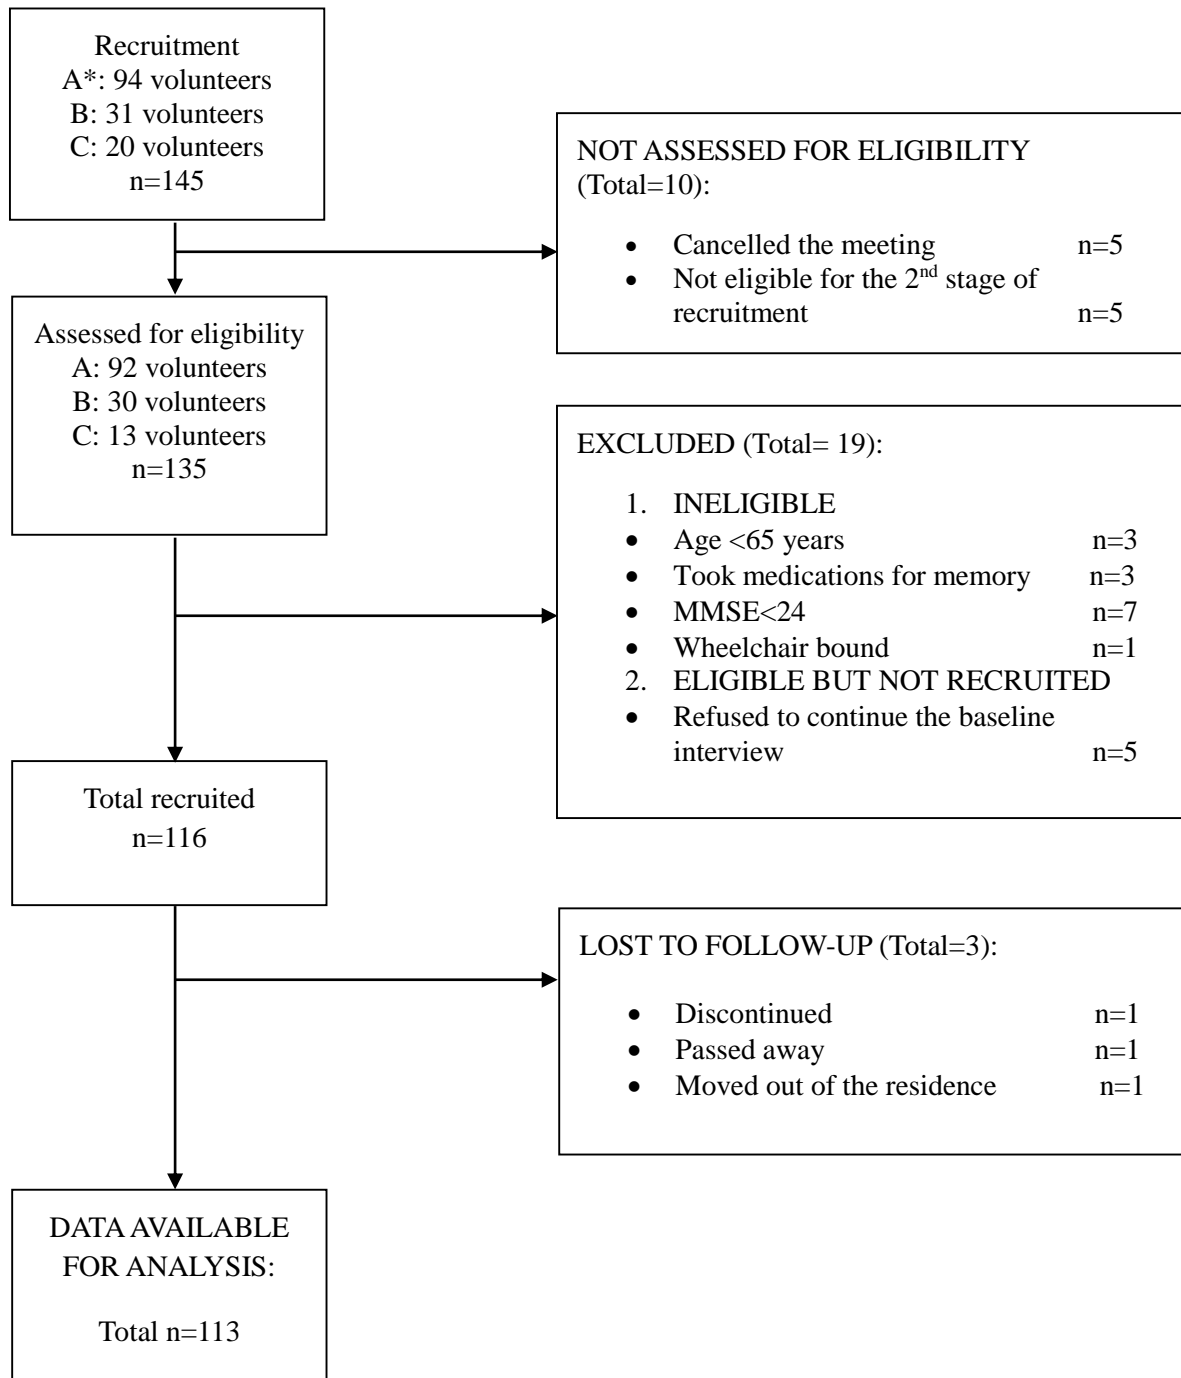 Recruitment
A*: 94 volunteers
B: 31 volunteers
C: 20 volunteers
n=145
NOT ASSESSED FOR ELIGIBILITY
(Total=10):
• Cancelled the meeting n=5
• Not eligible for the 2nd stage of
recruitment n=5
Assessed for eligibility
A: 92 volunteers
B: 30 volunteers
C: 13 volunteers
n=135
EXCLUDED (Total= 19):
1. INELIGIBLE
• Age <65 years n=3
• Took medications for memory n=3
• MMSE<24 n=7
• Wheelchair bound n=1
2. ELIGIBLE BUT NOT RECRUITED
• Refused to continue the baseline
interview n=5
Total recruited
n=116
LOST TO FOLLOW-UP (Total=3):
• Discontinued n=1
• Passed away n=1
• Moved out of the residence n=1
DATA AVAILABLE
FOR ANALYSIS:
Total n=113